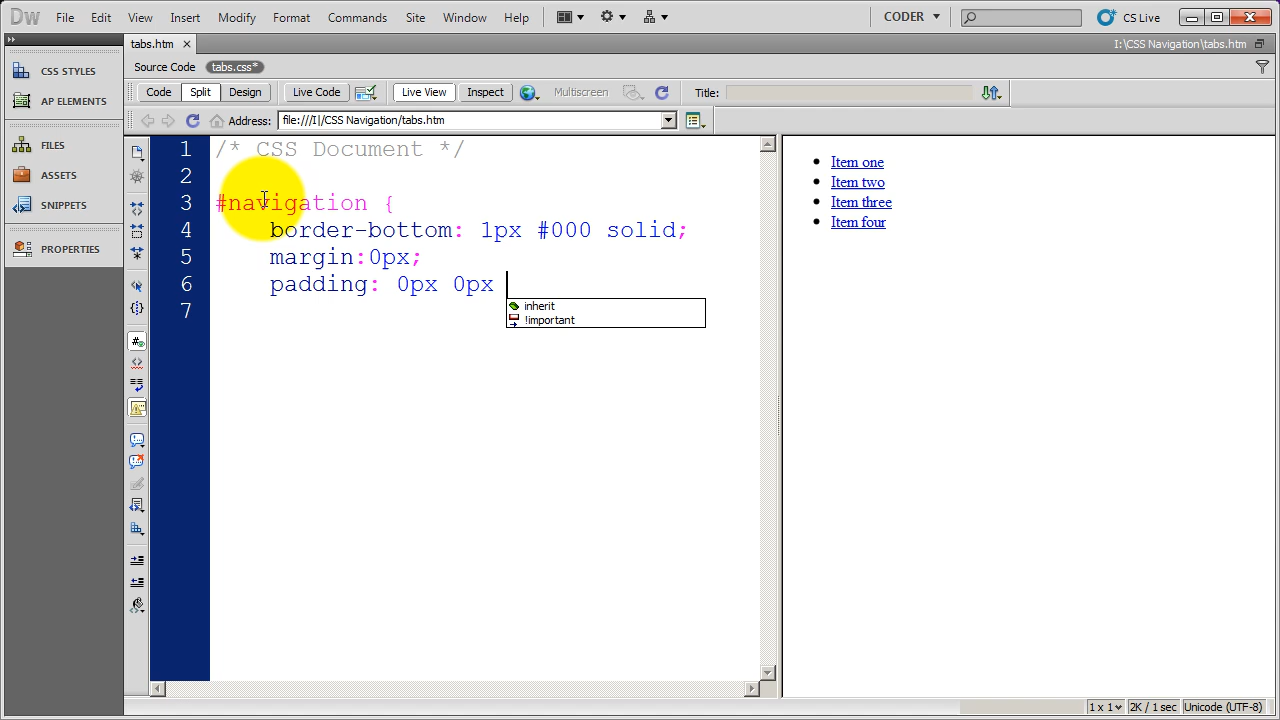 Dw File Edit View Insert Modify Format Commands Site Window Help CODER CS Live
tabs.htm I:\CSS Navigation\tabs.htm
Source Code tabs.css*
Code Split Design Live Code Live View Inspect Multiscreen Title:
Address: file:///I|/CSS Navigation/tabs.htm
CSS STYLES
AP ELEMENTS
FILES
ASSETS
SNIPPETS
PROPERTIES
1 /* CSS Document */
2
3 #navigation {
4 border-bottom: 1px #000 solid;
5 margin:0px;
6 padding: 0px 0px
7
inherit
!important
Item one
Item two
Item three
Item four
1 x 1 2K / 1 sec Unicode (UTF-8)